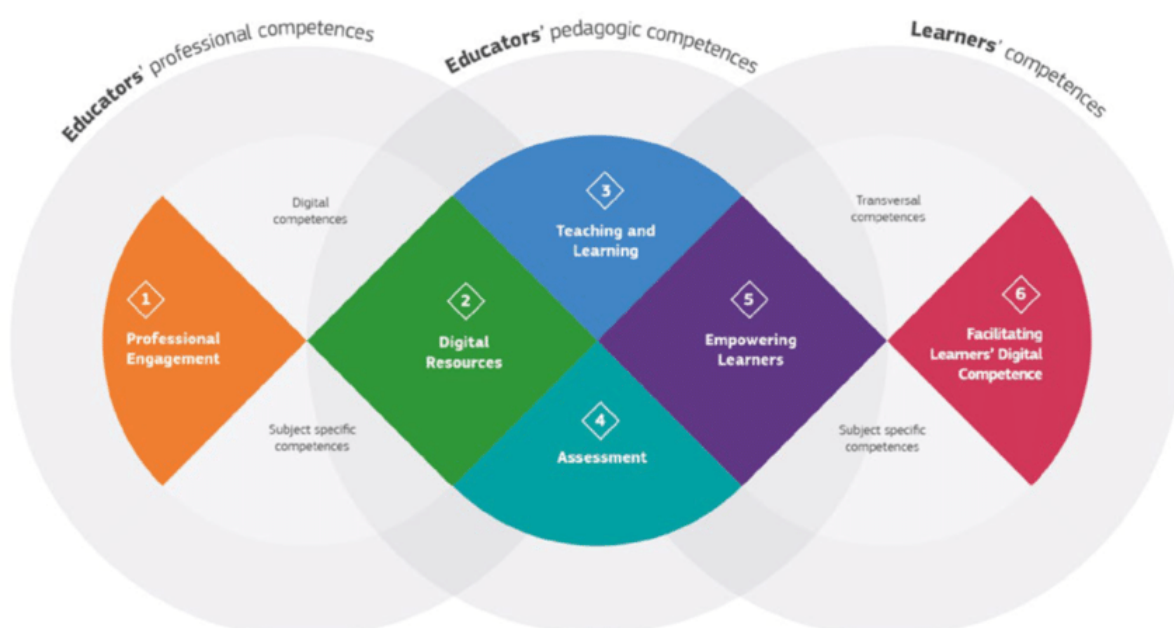 Educators' professional competences
Educators' pedagogic competences
Learners' competences
Digital
competences
Transversal
competences
3
Teaching and
Learning
1
Professional
Engagement
2
Digital
Resources
5
Empowering
Learners
6
Facilitating
Learners' Digital
Competence
4
Assessment
Subject specific
competences
Subject specific
competences